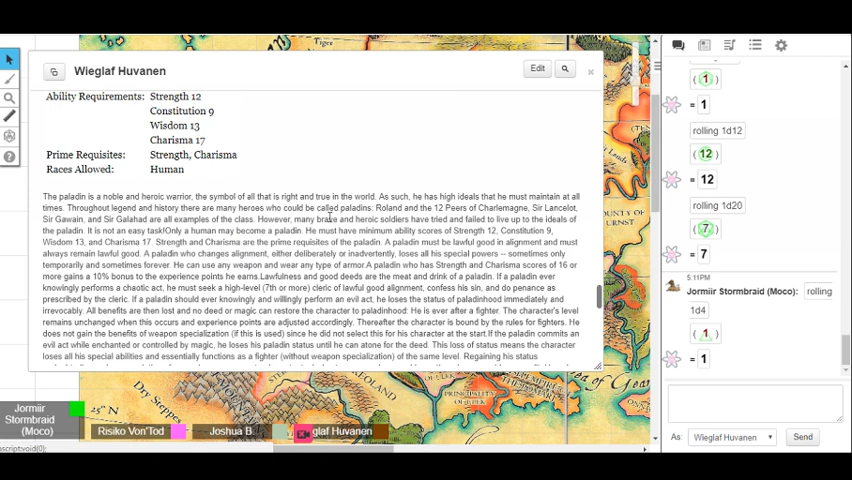 Tiger
Wieglaf Huvanen
Edit
Ability Requirements: Strength 12
Constitution 9
Wisdom 13
Charisma 17
Prime Requisites: Strength, Charisma
Races Allowed: Human
The paladin is a noble and heroic warrior, the symbol of all that is right and true in the world. As such, he has high ideals that he must maintain at all
times. Throughout legend and history there are many heroes who could be called paladins: Roland and the 12 Peers of Charlemagne, Sir Lancelot,
Sir Gawain, and Sir Galahad are all examples of the class. However, many brave and heroic soldiers have tried and failed to live up to the ideals of
the paladin. It is not an easy task!Only a human may become a paladin. He must have minimum ability scores of Strength 12, Constitution 9,
Wisdom 13, and Charisma 17. Strength and Charisma are the prime requisites of the paladin. A paladin must be lawful good in alignment and must
always remain lawful good. A paladin who changes alignment, either deliberately or inadvertently, loses all his special powers -- sometimes only
temporarily and sometimes forever. He can use any weapon and wear any type of armor.A paladin who has Strength and Charisma scores of 16 or
more gains a 10% bonus to the experience points he earns.Lawfulness and good deeds are the meat and drink of a paladin. If a paladin ever
knowingly performs a chaotic act, he must seek a high-level (7th or more) cleric of lawful good alignment, confess his sin, and do penance as
prescribed by the cleric. If a paladin should ever knowingly and willingly perform an evil act, he loses the status of paladinhood immediately and
irrevocably. All benefits are then lost and no deed or magic can restore the character to paladinhood: He is ever after a fighter. The character's level
remains unchanged when this occurs and experience points are adjusted accordingly. Thereafter the character is bound by the rules for fighters. He
does not gain the benefits of weapon specialization (if this is used) since he did not select this for his character at the start.If the paladin commits an
evil act while enchanted or controlled by magic, he loses his paladin status until he can atone for the deed. This loss of status means the character
loses all his special abilities and essentially functions as a fighter (without weapon specialization) of the same level. Regaining his status
COUNTY OF
URNST
Dry Steppes
25°N
PRINCIPALITY
OF ULEK
Sea of Gear
Jormiir
Stormbraid
(Moco)
Risiko Von'Tod
Joshua B.
glaf Huvanen
ascriptvoid(0);
(1)
= 1
rolling 1d12
(12)
= 12
rolling 1d20
(7)
= 7
5:11PM
Jormiir Stormbraid (Moco): rolling
1d4
(1)
= 1
As: Wieglaf Huvanen
Send